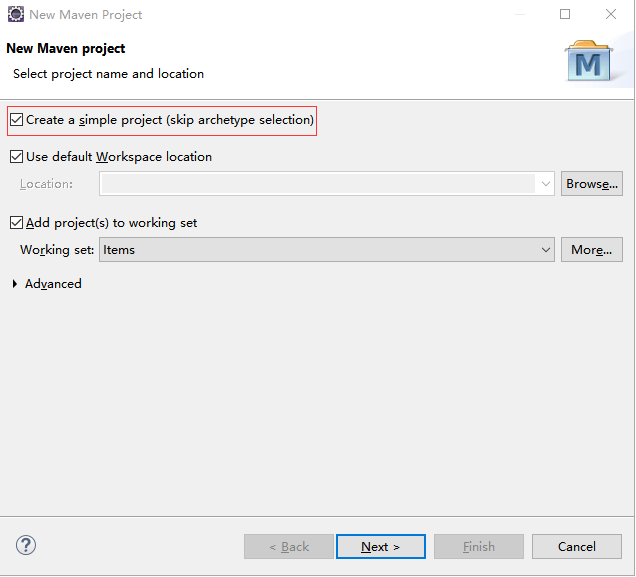 New Maven Project
New Maven project
Select project name and location
M
Create a simple project (skip archetype selection)
Use default Workspace location
Location: Browse...
Add project(s) to working set
Working set: Items More...
Advanced
? < Back Next > Finish Cancel